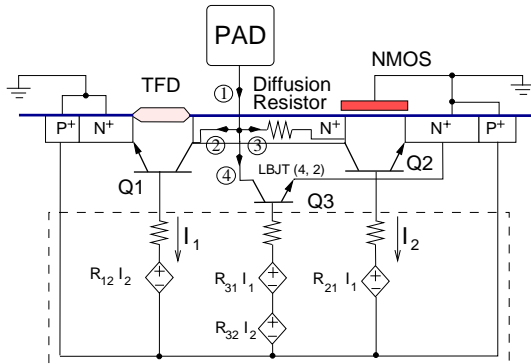 PAD
NMOS
1
TFD
Diffusion
Resistor
P+ N+ N+ N+ P+
2 3
4
LBJT (4, 2)
Q1 Q2
Q3
I1 I2
R12 I2 R31 I1 R21 I1
R32 I2